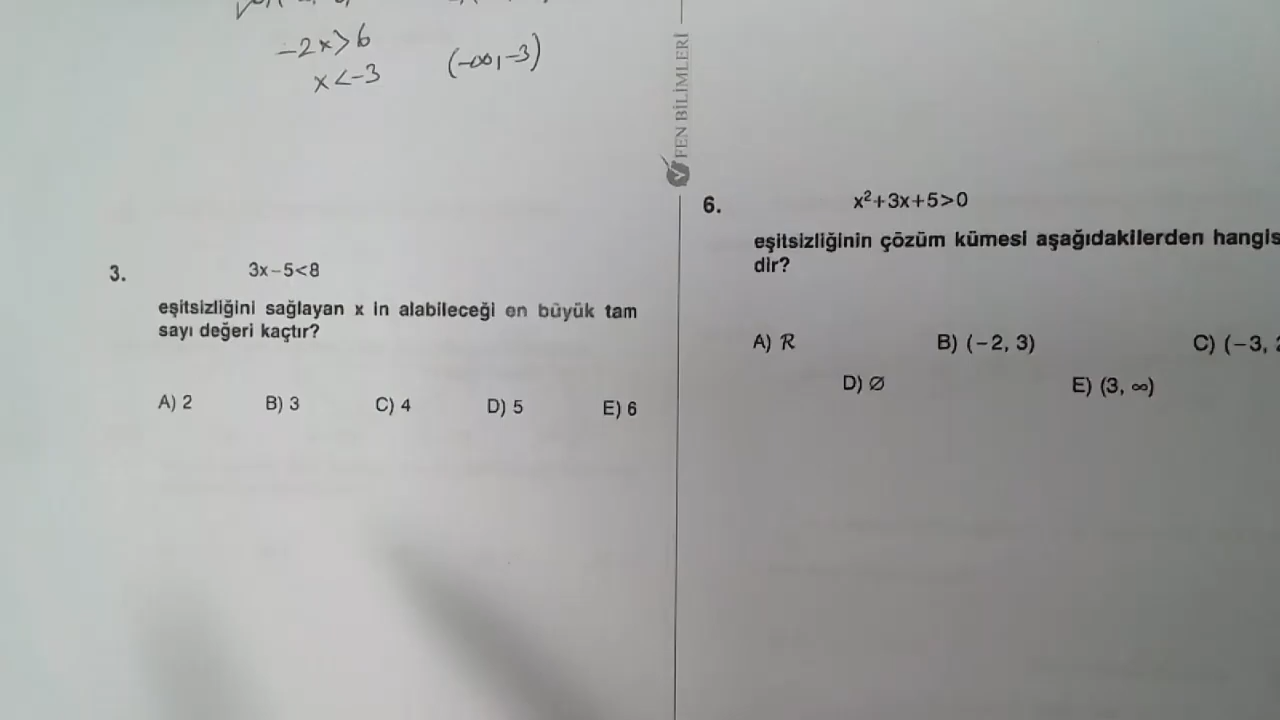 -2x>6
x<-3
(-∞,-3)
FEN BİLİMLERİ
3.
3x-5<8
eşitsizliğini sağlayan x in alabileceği en büyük tam
sayı değeri kaçtır?
A) 2 B) 3 C) 4 D) 5 E) 6
6.
x²+3x+5>0
eşitsizliğinin çözüm kümesi aşağıdakilerden hangis
dir?
A) R B) (-2, 3) C) (-3,
D) ∅ E) (3, ∞)